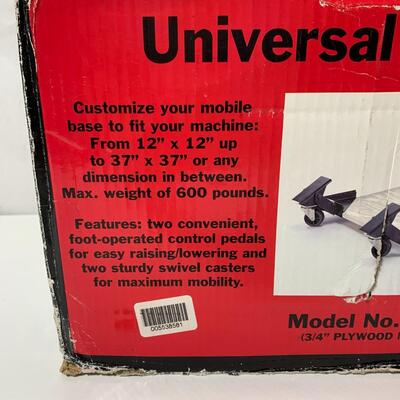 Universal
Customize your mobile
base to fit your machine:
From 12” x 12” up
to 37” x 37” or any
dimension in between.
Max. weight of 600 pounds.
Features: two convenient,
foot-operated control pedals
for easy raising/lowering and
two sturdy swivel casters
for maximum mobility.
005538581
Model No.
(3/4” PLYWOOD